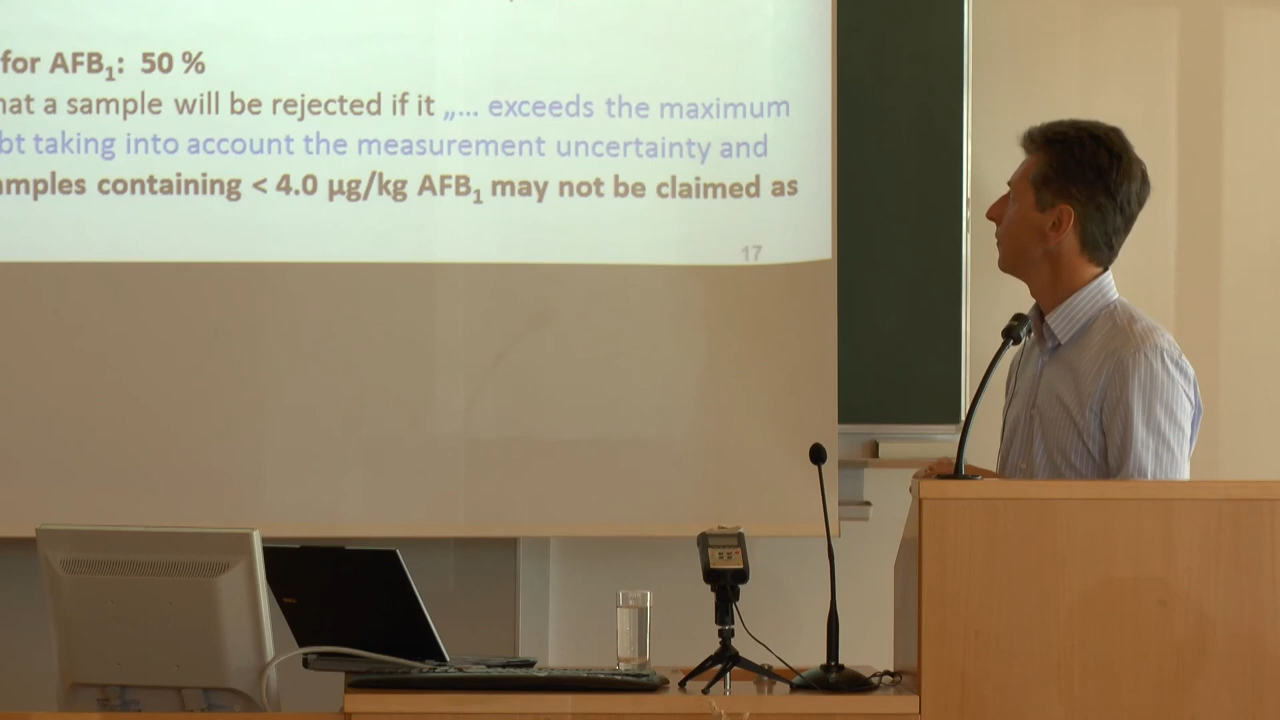 for AFB₁: 50 %
hat a sample will be rejected if it „... exceeds the maximum
bt taking into account the measurement uncertainty and
amples containing < 4.0 µg/kg AFB₁ may not be claimed as
17